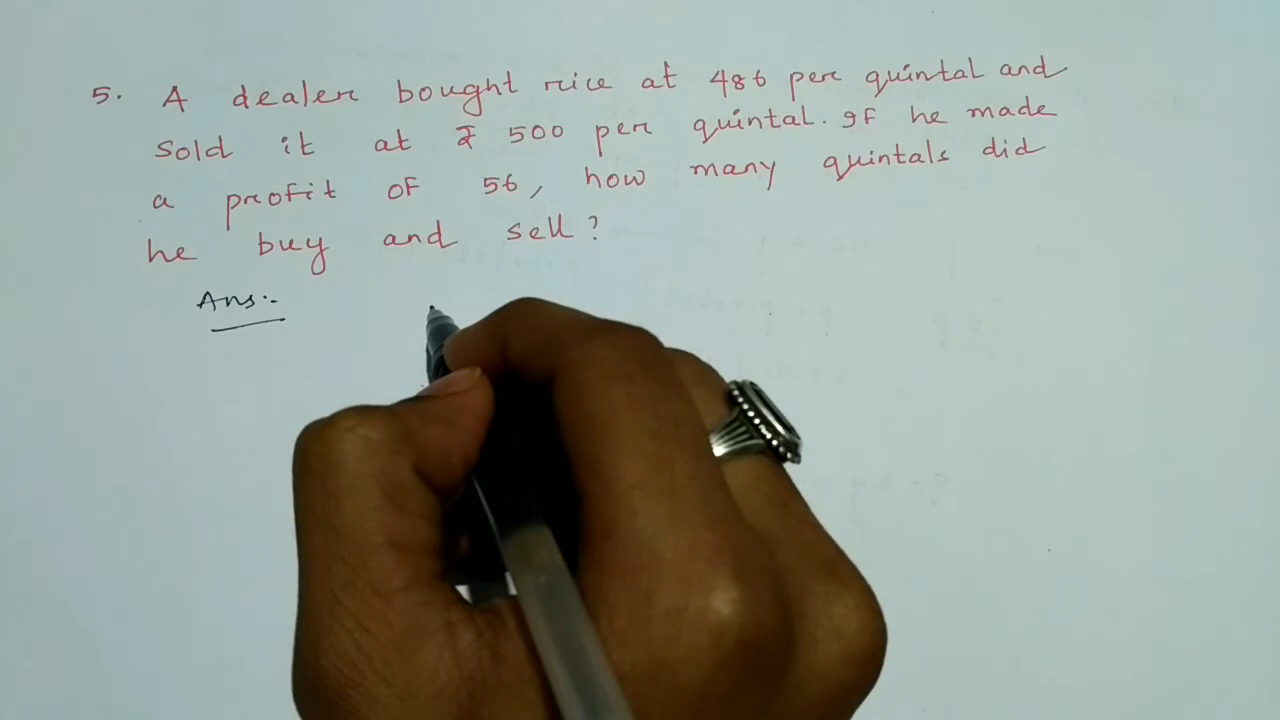 5. A dealer bought rice at 486 per quintal and
sold it at ₹ 500 per quintal. If he made
a profit of 56, how many quintals did
he buy and sell?
Ans:-